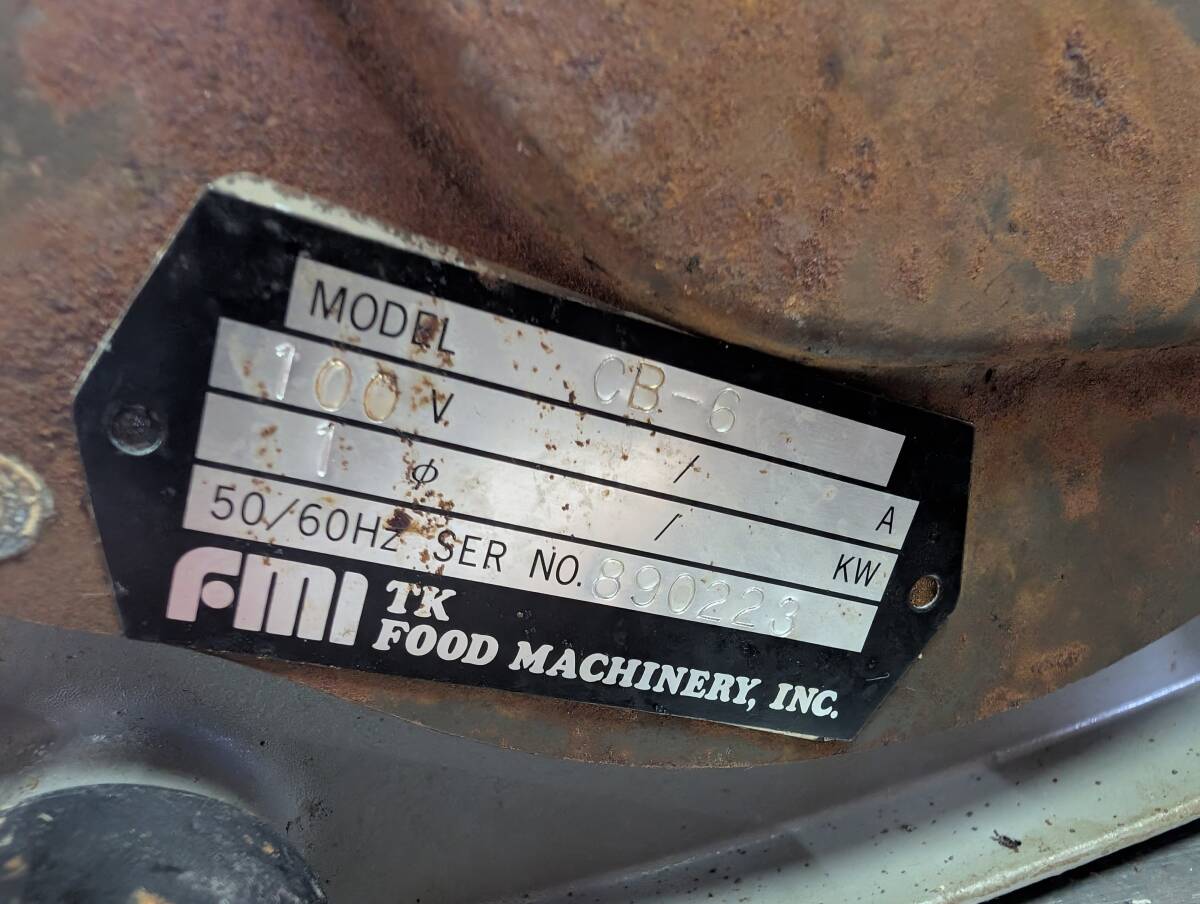 MODEL CB-6
100 V / A
1 φ / KW
50/60HZ SER NO. 890223
FMI TK
FOOD MACHINERY, INC.